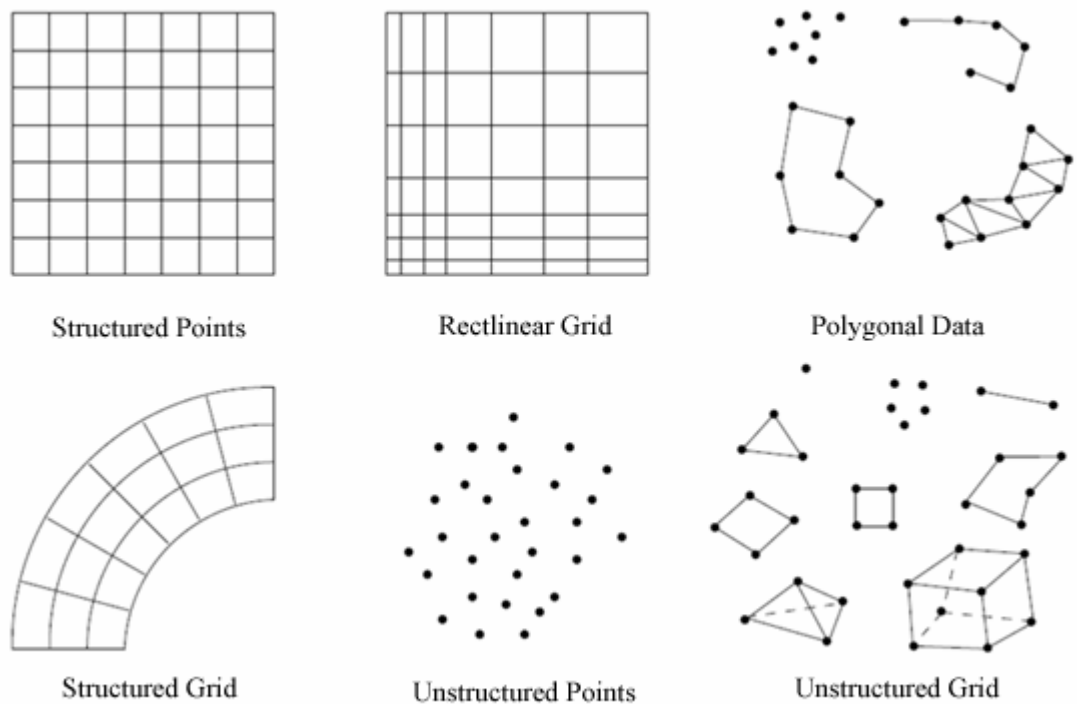 Structured Points
Rectlinear Grid
Polygonal Data
Structured Grid
Unstructured Points
Unstructured Grid